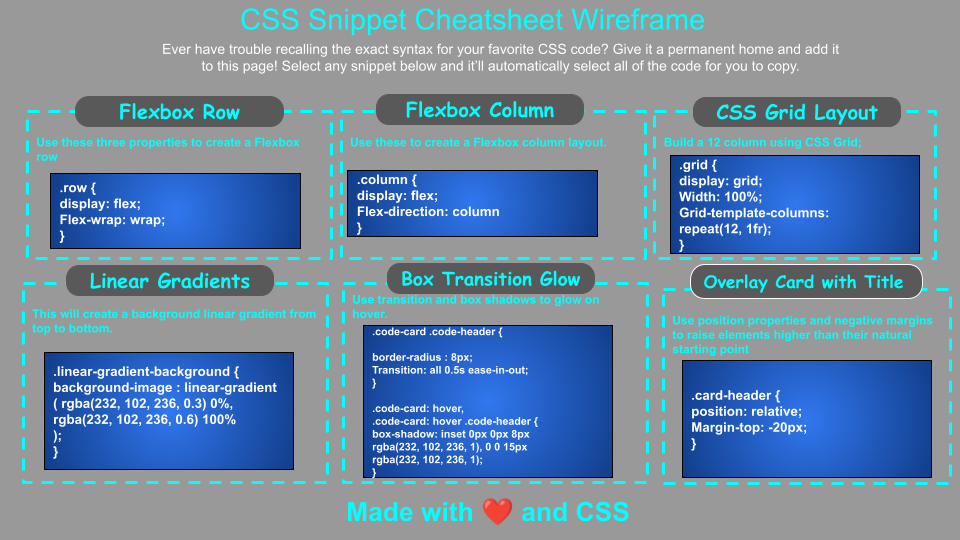 CSS Snippet Cheatsheet Wireframe
Ever have trouble recalling the exact syntax for your favorite CSS code? Give it a permanent home and add it
to this page! Select any snippet below and it'll automatically select all of the code for you to copy.
Flexbox Row
Use these three properties to create a Flexbox
row
.row {
display: flex;
Flex-wrap: wrap;
}
Flexbox Column
Use these to create a Flexbox column layout.
.column {
display: flex;
Flex-direction: column
}
CSS Grid Layout
Build a 12 column using CSS Grid;
.grid {
display: grid;
Width: 100%;
Grid-template-columns:
repeat(12, 1fr);
}
Linear Gradients
This will create a background linear gradient from
top to bottom.
.linear-gradient-background {
background-image : linear-gradient
( rgba(232, 102, 236, 0.3) 0%,
rgba(232, 102, 236, 0.6) 100%
);
}
Box Transition Glow
Use transition and box shadows to glow on
hover.
.code-card .code-header {
border-radius : 8px;
Transition: all 0.5s ease-in-out;
}
.code-card: hover,
.code-card: hover .code-header {
box-shadow: inset 0px 0px 8px
rgba(232, 102, 236, 1), 0 0 15px
rgba(232, 102, 236, 1);
}
Overlay Card with Title
Use position properties and negative margins
to raise elements higher than their natural
starting point
.card-header {
position: relative;
Margin-top: -20px;
}
Made with ❤️ and CSS